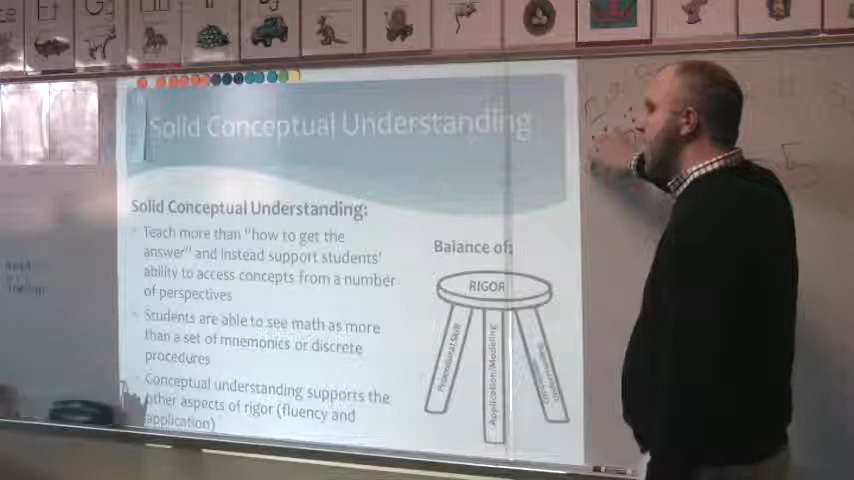 Et
Gg
Solid Conceptual Understanding
Solid Conceptual Understanding:
Teach more than "how to get the
answer" and instead support students'
ability to access concepts from a number
of perspectives
Students are able to see math as more
than a set of mnemonics or discrete
procedures
Conceptual understanding supports the
other aspects of rigor (fluency and
application)
Balance of:
RIGOR
Procedural Skill
Application/Modeling
5